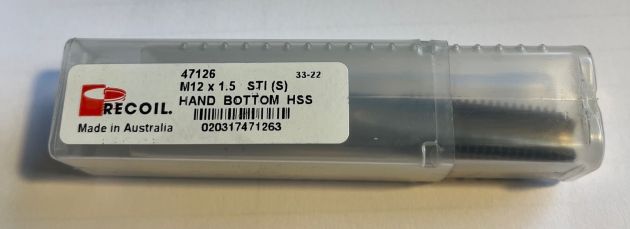 47126 33-22
M12 x 1.5 STI (S)
RECOIL. HAND BOTTOM HSS
Made in Australia 020317471263